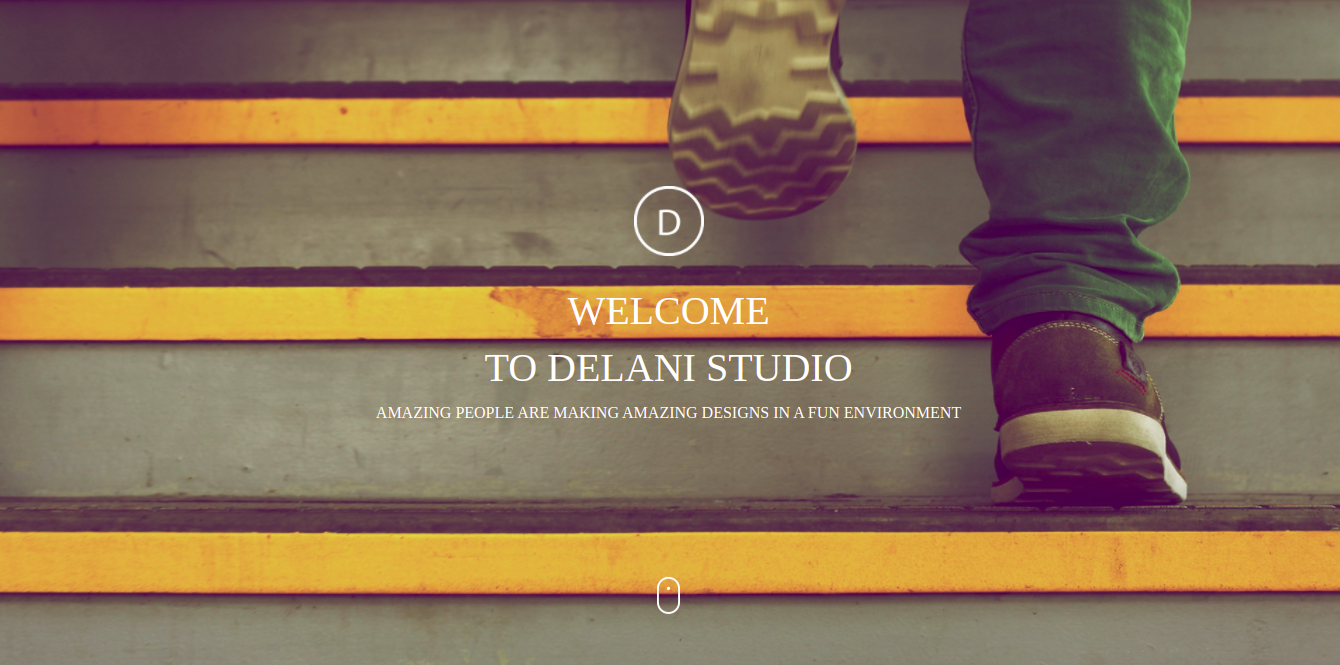 D
WELCOME
TO DELANI STUDIO
AMAZING PEOPLE ARE MAKING AMAZING DESIGNS IN A FUN ENVIRONMENT